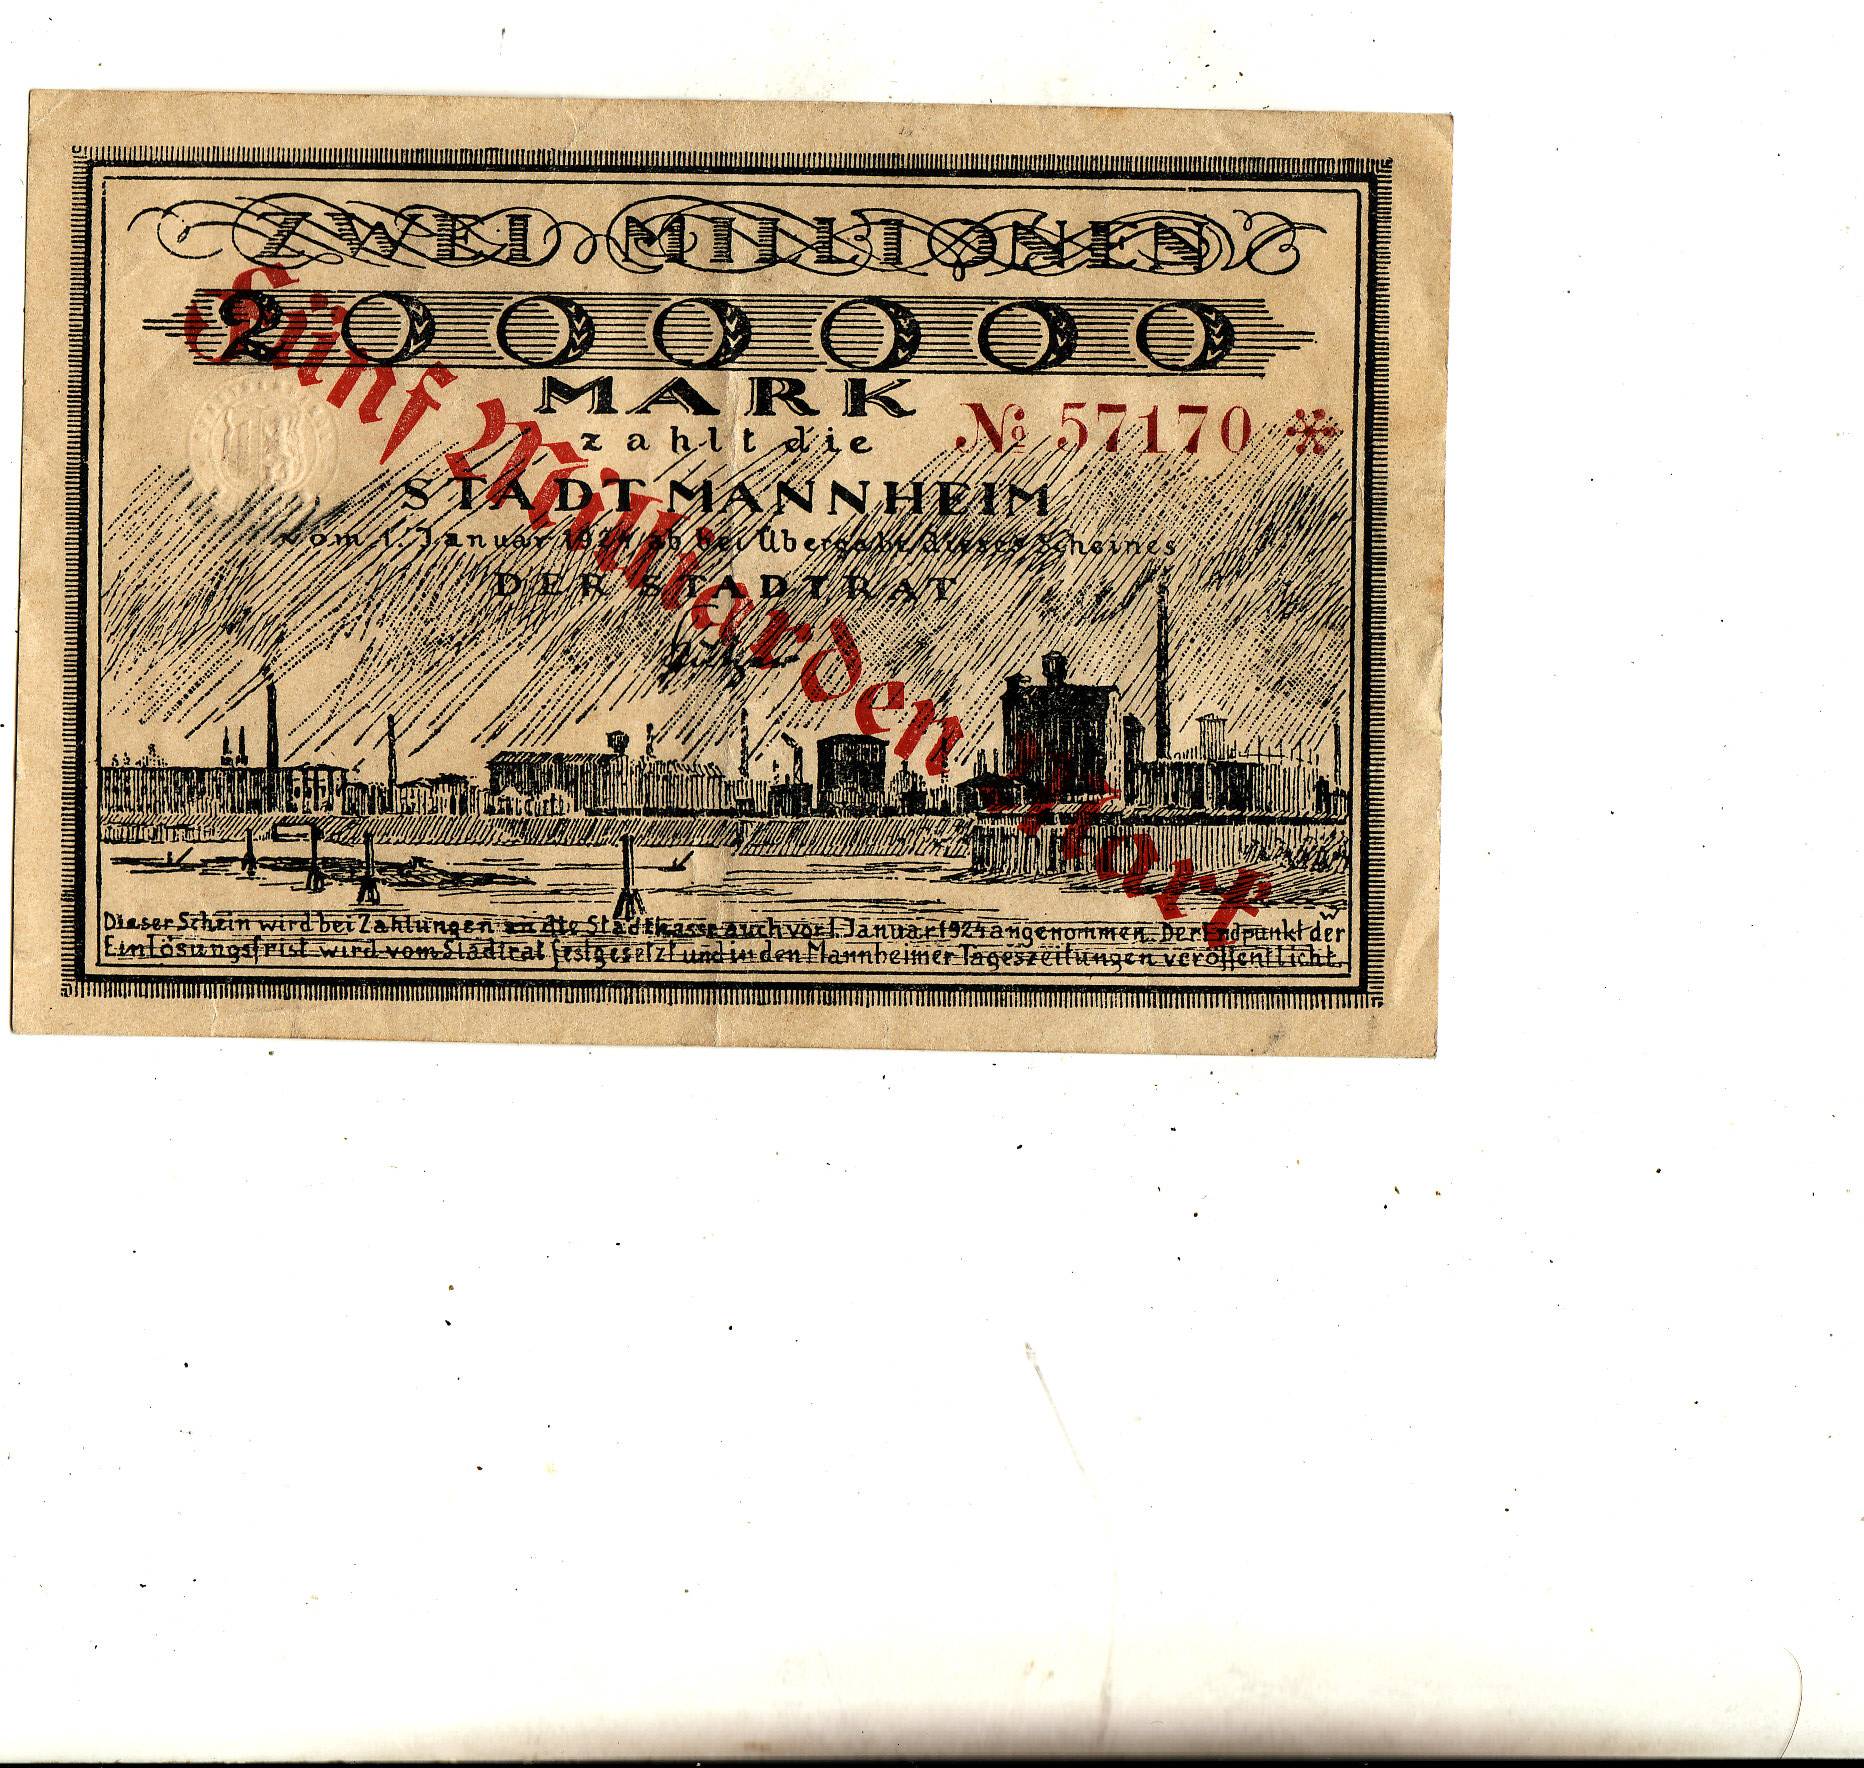 ZWEI MILLIONEN
2000000
MARK
zahlt die
No 57170 *
STADT MANNHEIM
vom 1. Januar 1924 ab bei Übergabe dieses Scheines
DER STADTRAT
Fünf Milliarden Mark
Dieser Schein wird bei Zahlungen an die Stadtkasse auch vor 1. Januar 1924 angenommen. Der Endpunkt der
Einlösungsfrist wird vom Stadtrat festgesetzt und in den Mannheimer Tageszeitungen veröffentlicht.
W